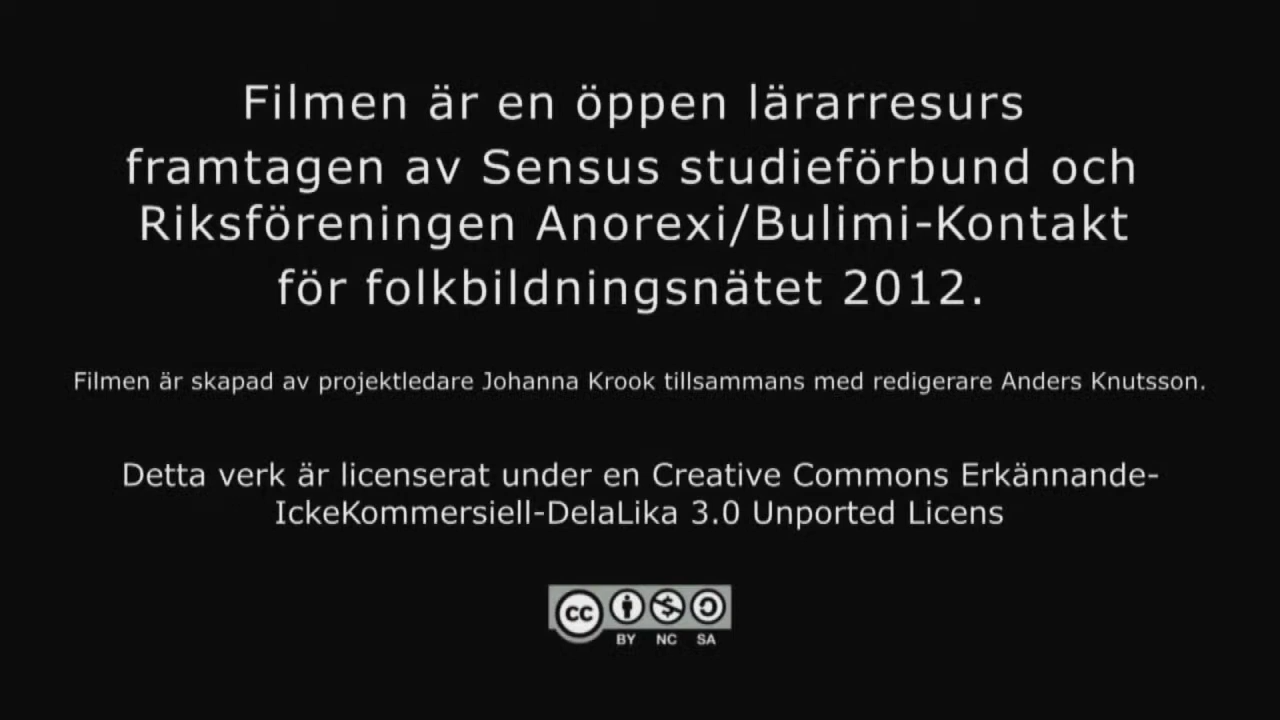 Filmen är en öppen lärarresurs
framtagen av Sensus studieförbund och
Riksföreningen Anorexi/Bulimi-Kontakt
för folkbildningsnätet 2012.
Filmen är skapad av projektledare Johanna Krook tillsammans med redigerare Anders Knutsson.
Detta verk är licenserat under en Creative Commons Erkännande-
IckeKommersiell-DelaLika 3.0 Unported Licens
cc
BY NC SA